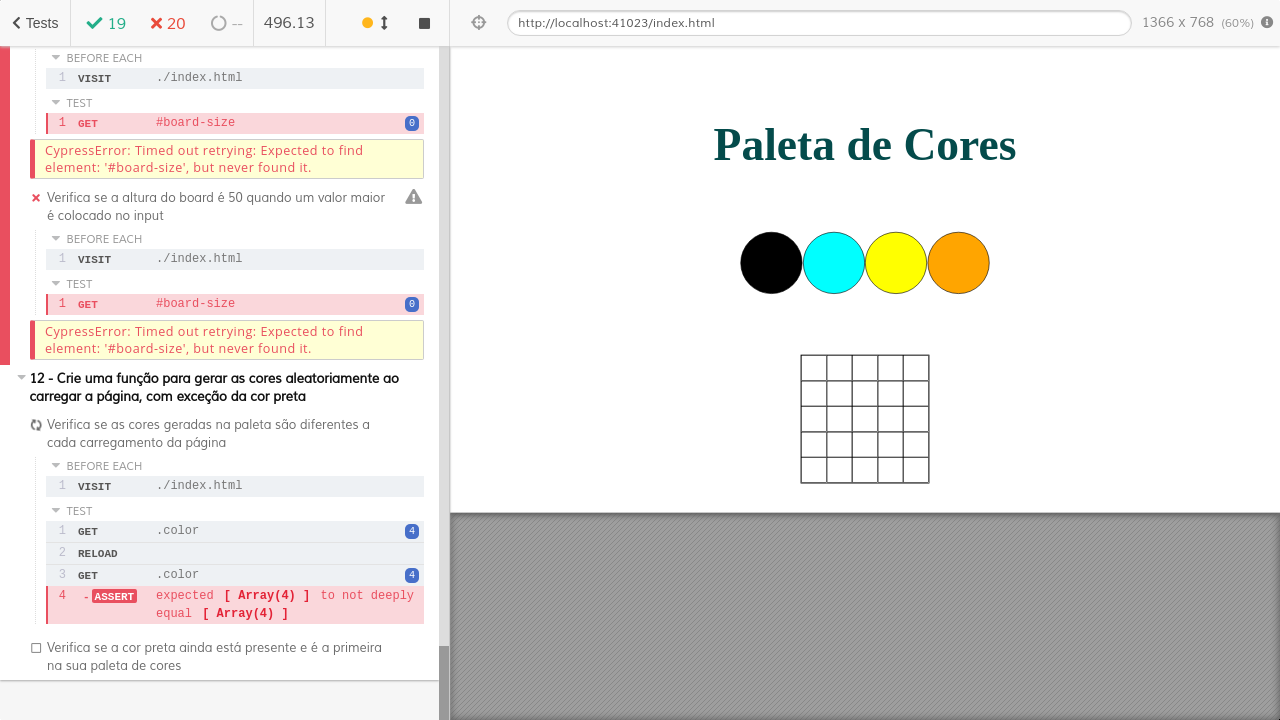 Tests 19 20 -- 496.13 http://localhost:41023/index.html 1366 x 768 (60%)
BEFORE EACH
1 VISIT ./index.html
TEST
1 GET #board-size 0
CypressError: Timed out retrying: Expected to find
element: '#board-size', but never found it.
Verifica se a altura do board é 50 quando um valor maior
é colocado no input
BEFORE EACH
1 VISIT ./index.html
TEST
1 GET #board-size 0
CypressError: Timed out retrying: Expected to find
element: '#board-size', but never found it.
12 - Crie uma função para gerar as cores aleatoriamente ao
carregar a página, com exceção da cor preta
Verifica se as cores geradas na paleta são diferentes a
cada carregamento da página
BEFORE EACH
1 VISIT ./index.html
TEST
1 GET .color 4
2 RELOAD
3 GET .color 4
4 -ASSERT expected [ Array(4) ] to not deeply
equal [ Array(4) ]
Verifica se a cor preta ainda está presente e é a primeira
na sua paleta de cores
Paleta de Cores